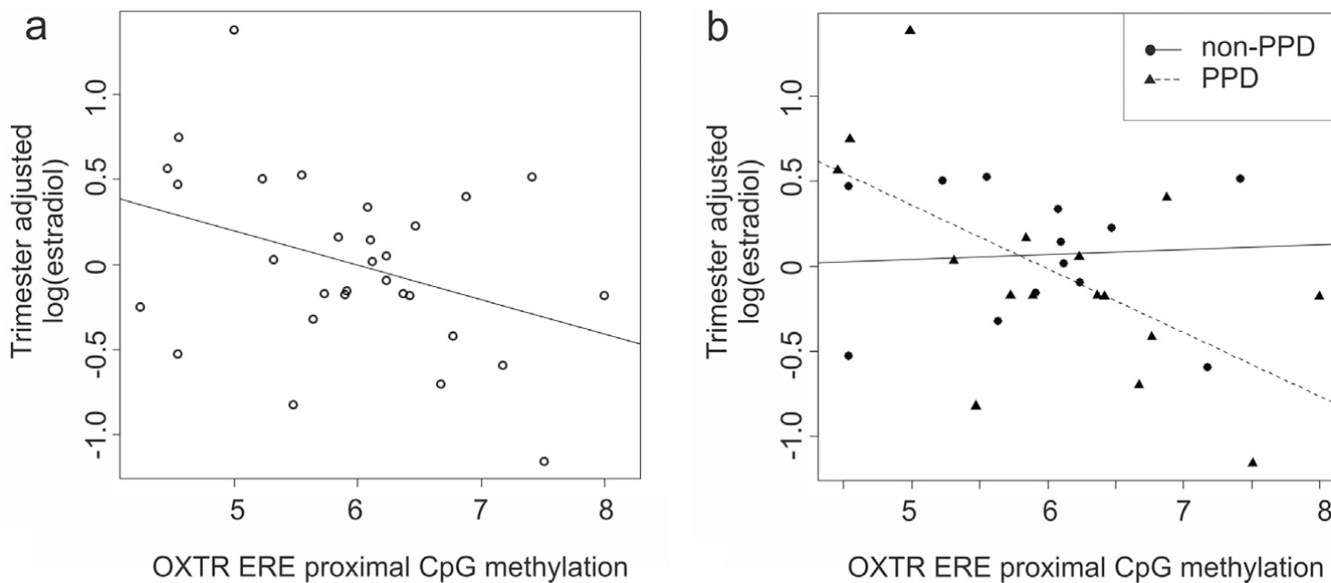 a
Trimester adjusted
log(estradiol)
1.0
0.5
0
-0.5
-1.0
5 6 7 8
OXTR ERE proximal CpG methylation
b
non-PPD
PPD
Trimester adjusted
log(estradiol)
1.0
0.5
0
-0.5
-1.0
5 6 7 8
OXTR ERE proximal CpG methylation